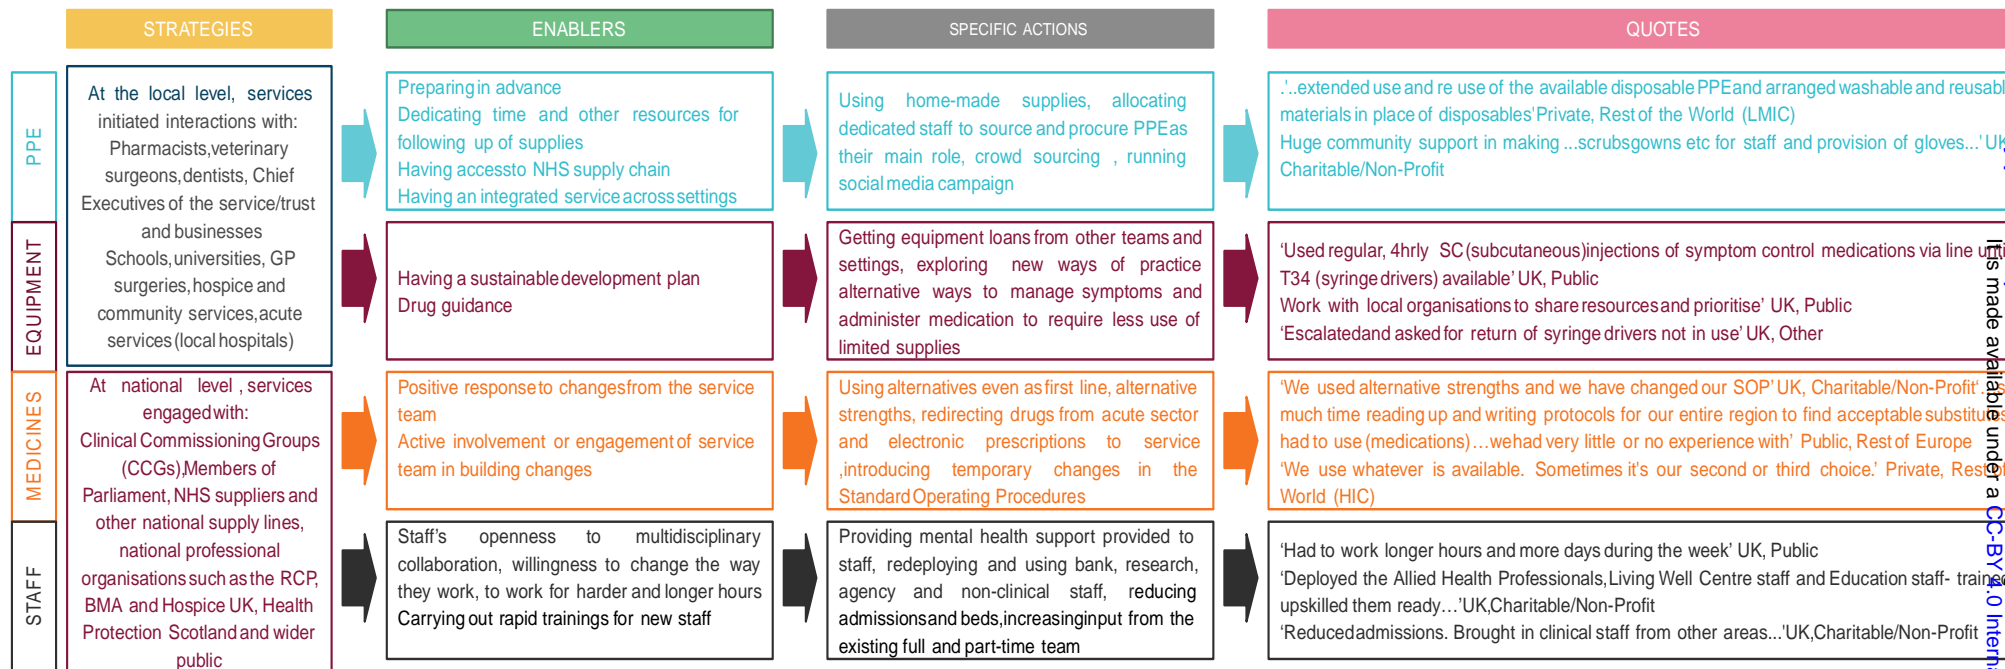 STRATEGIES
ENABLERS
SPECIFIC ACTIONS
QUOTES
PPE
EQUIPMENT
MEDICINES
STAFF
At the local level, services
initiated interactions with:
Pharmacists,veterinary
surgeons, dentists, Chief
Executives of the service/trust
and businesses
Schools, universities, GP
surgeries, hospice and
community services, acute
services (local hospitals)
At national level , services
engaged with:
Clinical Commissioning Groups
(CCGs),Members of
Parliament, NHS suppliers and
other national supply lines,
national professional
organisations such as the RCP,
BMA and Hospice UK, Health
Protection Scotland and wider
public
Preparing in advance
Dedicating time and other resources for
following up of supplies
Having access to NHS supply chain
Having an integrated service across settings
Using home-made supplies, allocating
dedicated staff to source and procure PPE as
their main role, crowd sourcing , running
social media campaign
.'..extended use and re use of the available disposable PPE and arranged washable and reusabl
materials in place of disposables' Private, Rest of the World (LMIC)
Huge community support in making ...scrubs gowns etc for staff and provision of gloves...' UK
Charitable/Non-Profit
Having a sustainable development plan
Drug guidance
Getting equipment loans from other teams and
settings, exploring new ways of practice
alternative ways to manage symptoms and
administer medication to require less use of
limited supplies
‘Used regular, 4hrly SC (subcutaneous)injections of symptom control medications via line
T34 (syringe drivers) available’ UK, Public
Work with local organisations to share resources and prioritise’ UK, Public
‘Escalated and asked for return of syringe drivers not in use’ UK, Other
Positive response to changes from the service
team
Active involvement or engagement of service
team in building changes
Using alternatives even as first line, alternative
strengths, redirecting drugs from acute sector
and electronic prescriptions to service
,introducing temporary changes in the
Standard Operating Procedures
‘We used alternative strengths and we have changed our SOP’ UK, Charitable/Non-Profit‘
much time reading up and writing protocols for our entire region to find acceptable
had to use (medications)…we had very little or no experience with’ Public, Rest of Europe
‘We use whatever is available. Sometimes it's our second or third choice.’ Private, Rest
World (HIC)
Staff’s openness to multidisciplinary
collaboration, willingness to change the way
they work, to work for harder and longer hours
Carrying out rapid trainings for new staff
Providing mental health support provided to
staff, redeploying and using bank, research,
agency and non-clinical staff, reducing
admissions and beds,increasing input from the
existing full and part-time team
‘Had to work longer hours and more days during the week’ UK, Public
‘Deployed the Allied Health Professionals, Living Well Centre staff and Education staff-
upskilled them ready…’UK,Charitable/Non-Profit
‘Reduced admissions. Brought in clinical staff from other areas...’UK,Charitable/Non-Profit
It is made available under a CC-BY 4.0 Interna